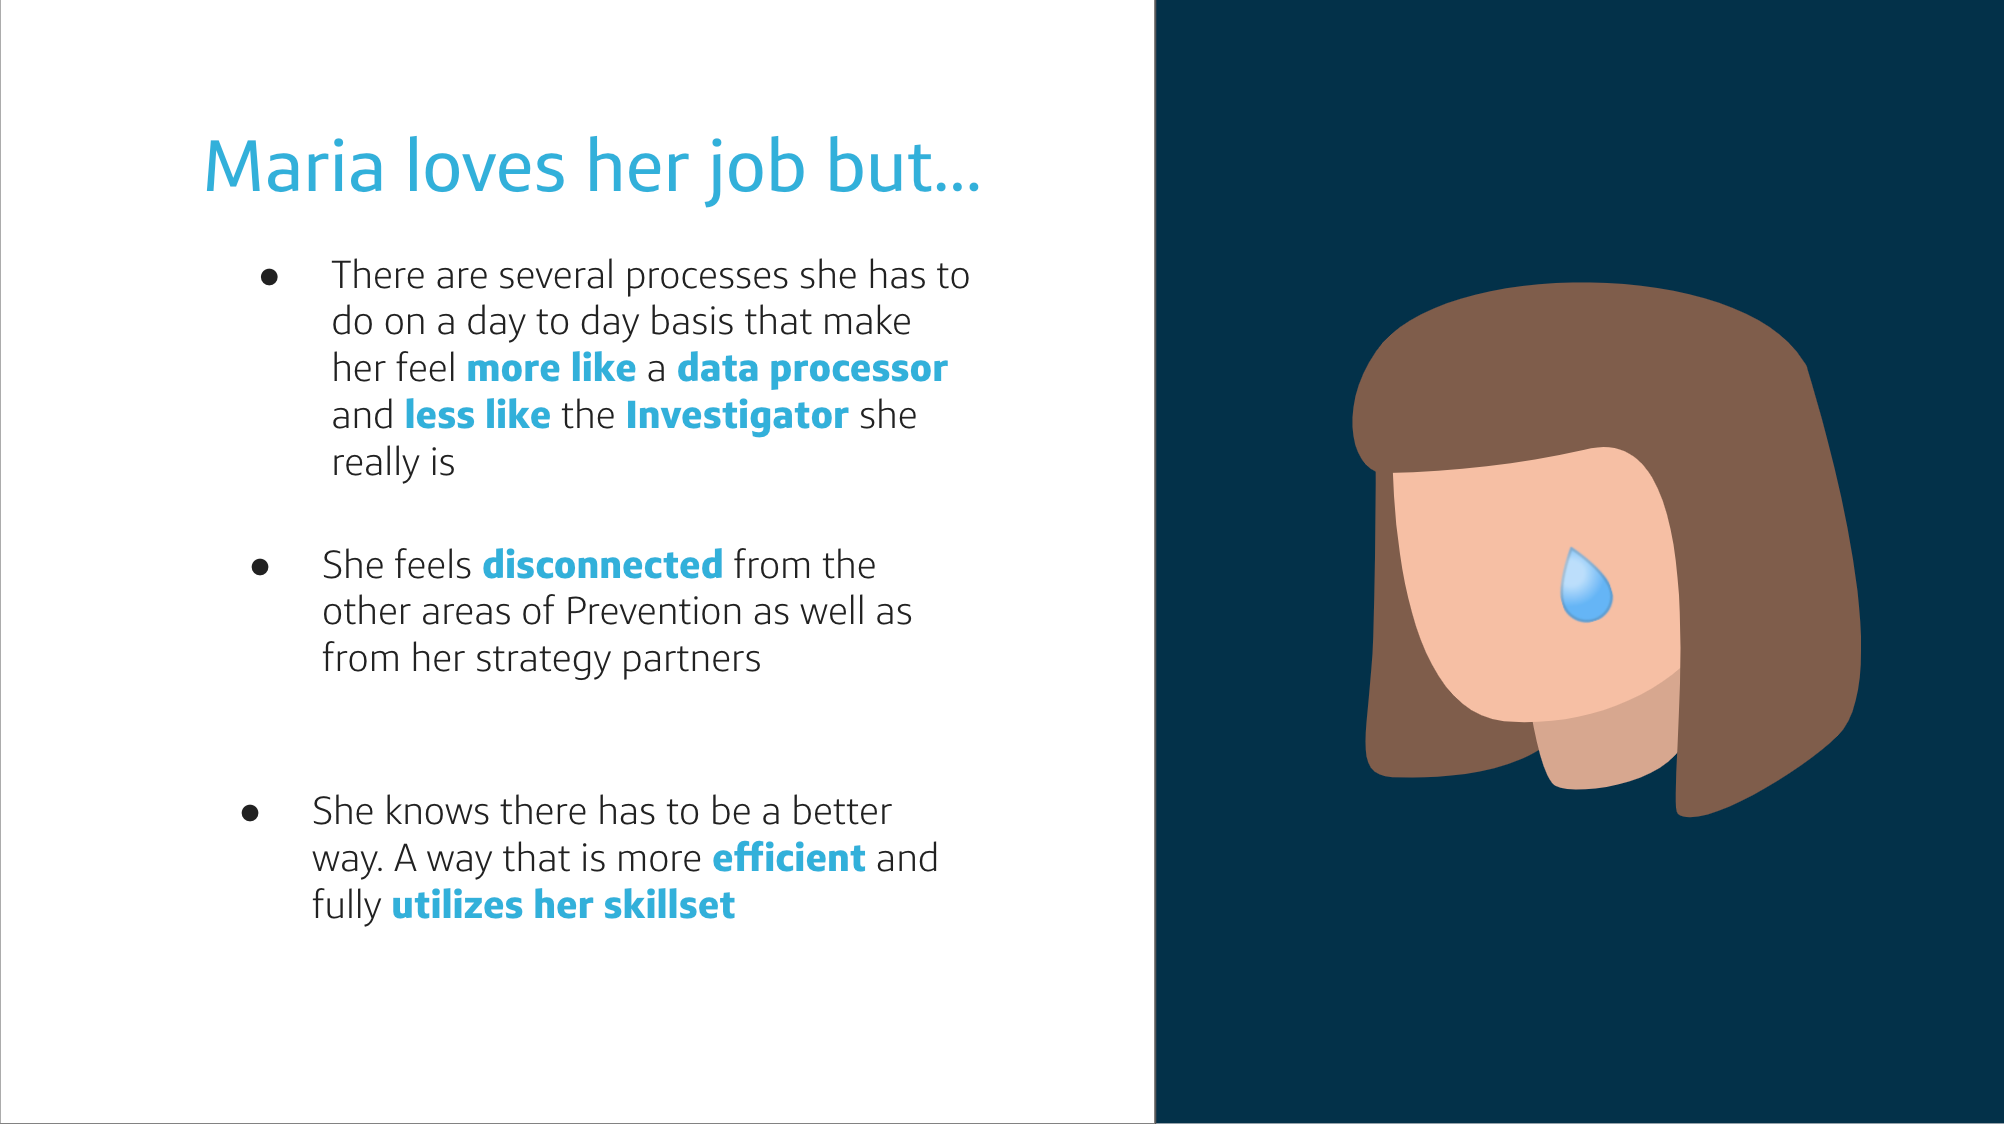 Maria loves her job but...
● There are several processes she has to
do on a day to day basis that make
her feel more like a data processor
and less like the Investigator she
really is
● She feels disconnected from the
other areas of Prevention as well as
from her strategy partners
● She knows there has to be a better
way. A way that is more efficient and
fully utilizes her skillset